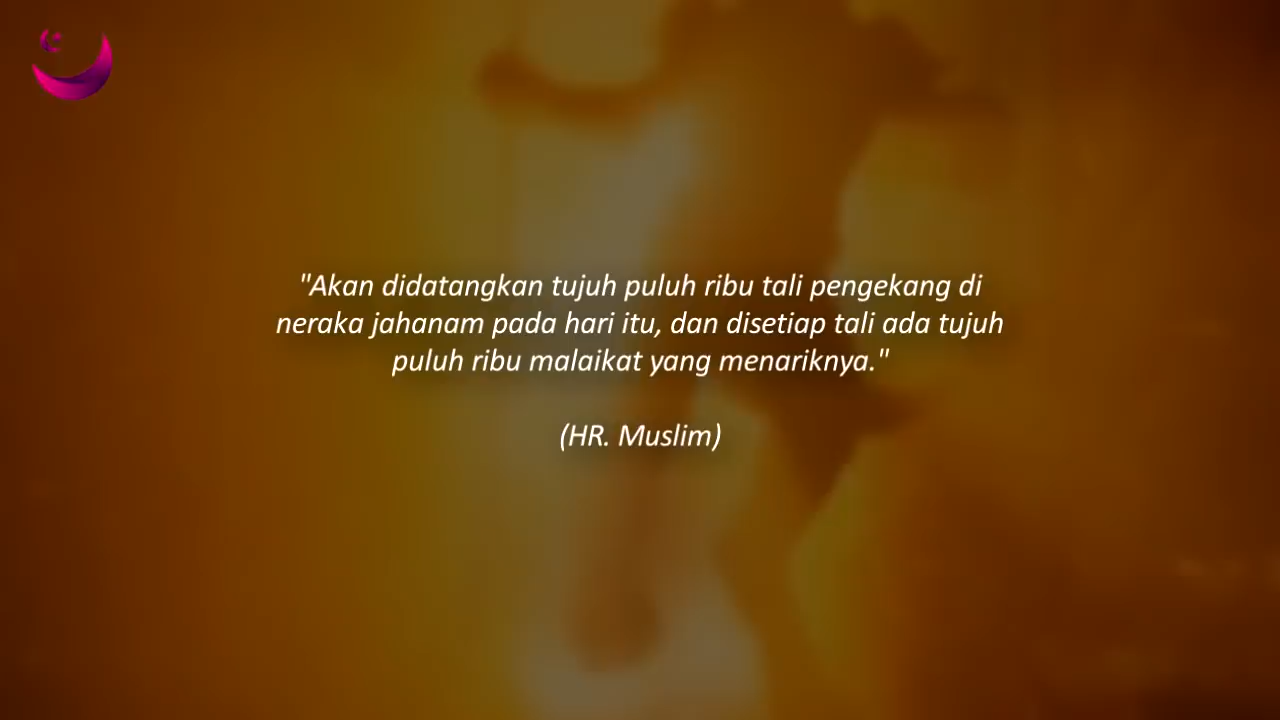 "Akan didatangkan tujuh puluh ribu tali pengekang di
neraka jahanam pada hari itu, dan disetiap tali ada tujuh
puluh ribu malaikat yang menariknya."
(HR. Muslim)